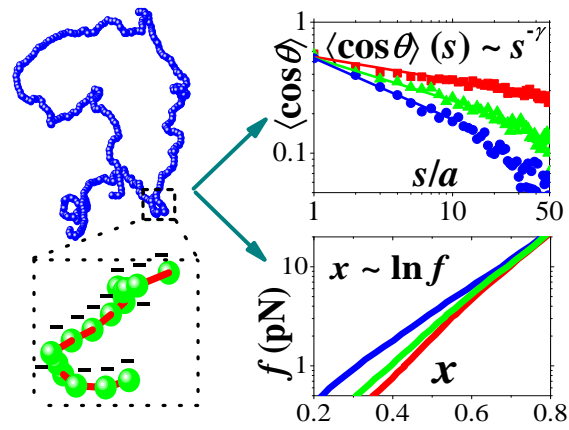 ⟨cosθ⟩ (s) ~ s^-γ
⟨cosθ⟩
0.1
1
10
50
s/a
x ~ ln f
f (pN)
10
1
x
0.2
0.4
0.6
0.8